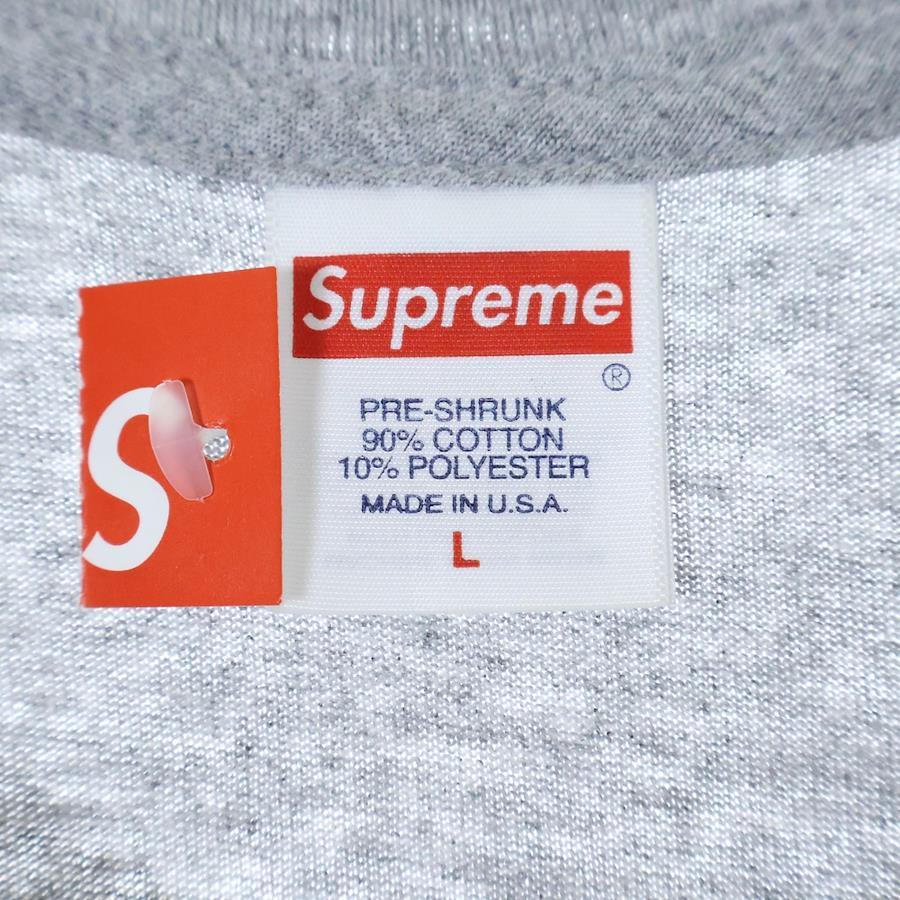 Supreme
®
PRE-SHRUNK
90% COTTON
10% POLYESTER
MADE IN U.S.A.
L
S